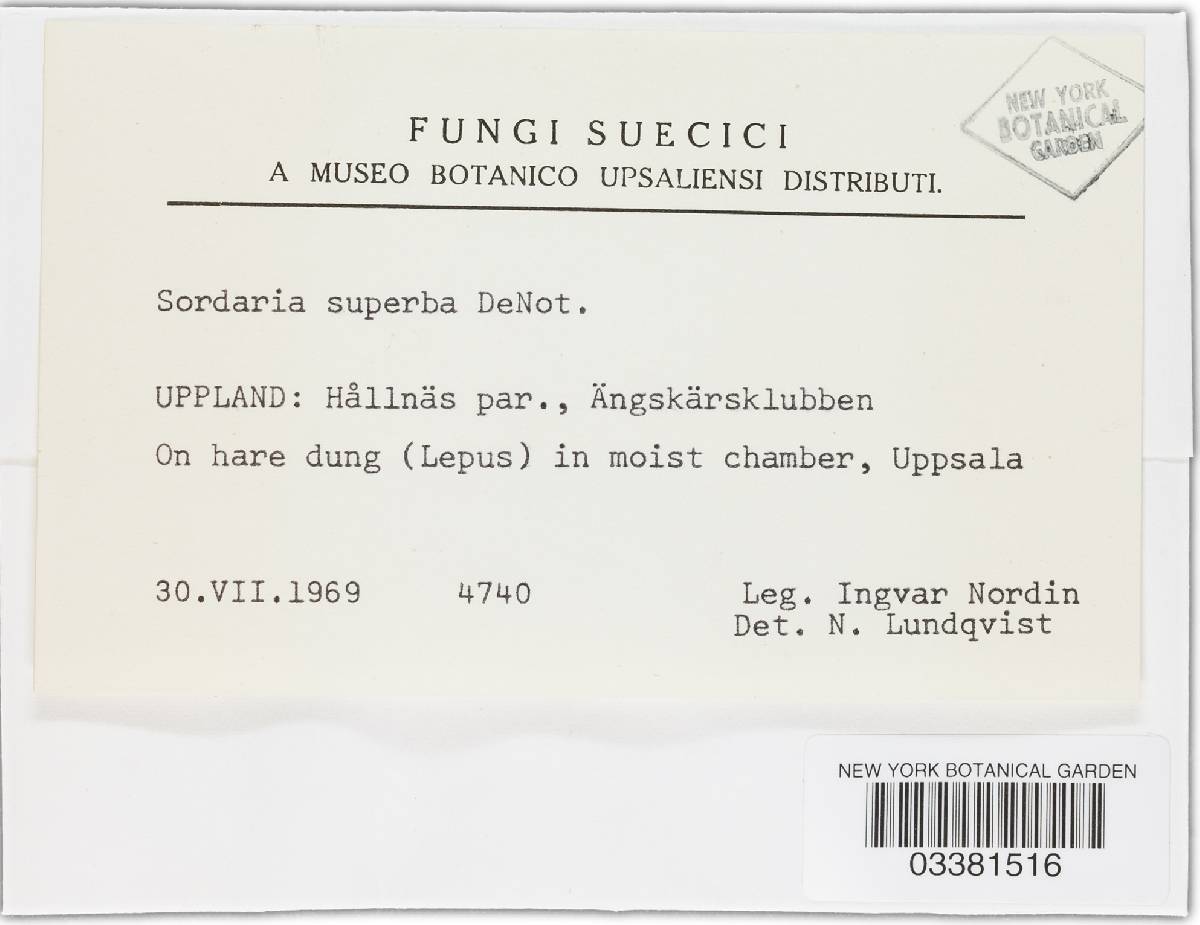 NEW YORK
BOTANICAL
GARDEN
FUNGI SUECICI
A MUSEO BOTANICO UPSALIENSI DISTRIBUTI.
Sordaria superba DeNot.
UPPLAND: Hållnäs par., Ängskärsklubben
On hare dung (Lepus) in moist chamber, Uppsala
30.VII.1969 4740 Leg. Ingvar Nordin
Det. N. Lundqvist
NEW YORK BOTANICAL GARDEN
03381516